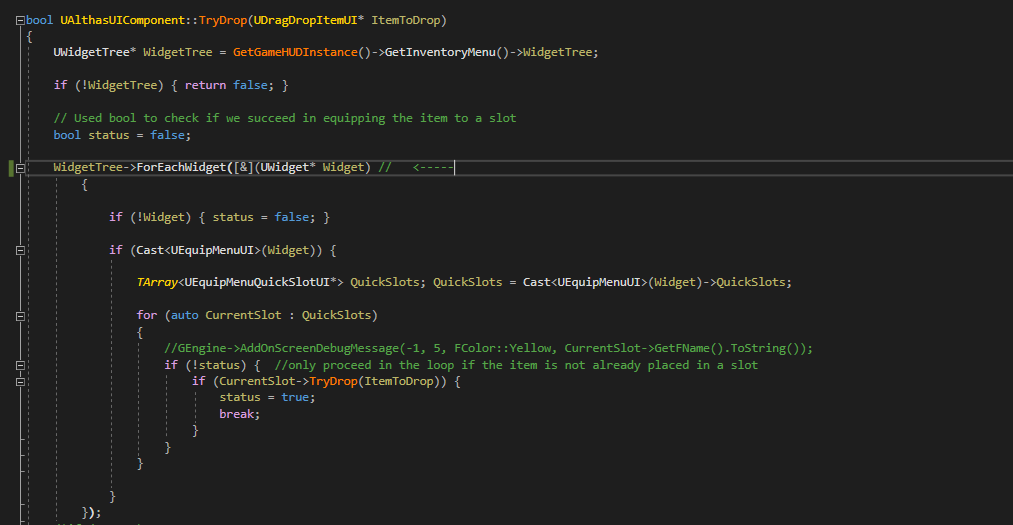 bool UAlthasUIComponent::TryDrop(UDragDropItemUI* ItemToDrop)
{
UWidgetTree* WidgetTree = GetGameHUDInstance()->GetInventoryMenu()->WidgetTree;
if (!WidgetTree) { return false; }
// Used bool to check if we succeed in equipping the item to a slot
bool status = false;
WidgetTree->ForEachWidget([&](UWidget* Widget) // <-----
{
if (!Widget) { status = false; }
if (Cast<UEquipMenuUI>(Widget)) {
TArray<UEquipMenuQuickSlotUI*> QuickSlots; QuickSlots = Cast<UEquipMenuUI>(Widget)->QuickSlots;
for (auto CurrentSlot : QuickSlots)
{
//GEngine->AddOnScreenDebugMessage(-1, 5, FColor::Yellow, CurrentSlot->GetFName().ToString());
if (!status) { //only proceed in the loop if the item is not already placed in a slot
if (CurrentSlot->TryDrop(ItemToDrop)) {
status = true;
break;
}
}
}
}
});